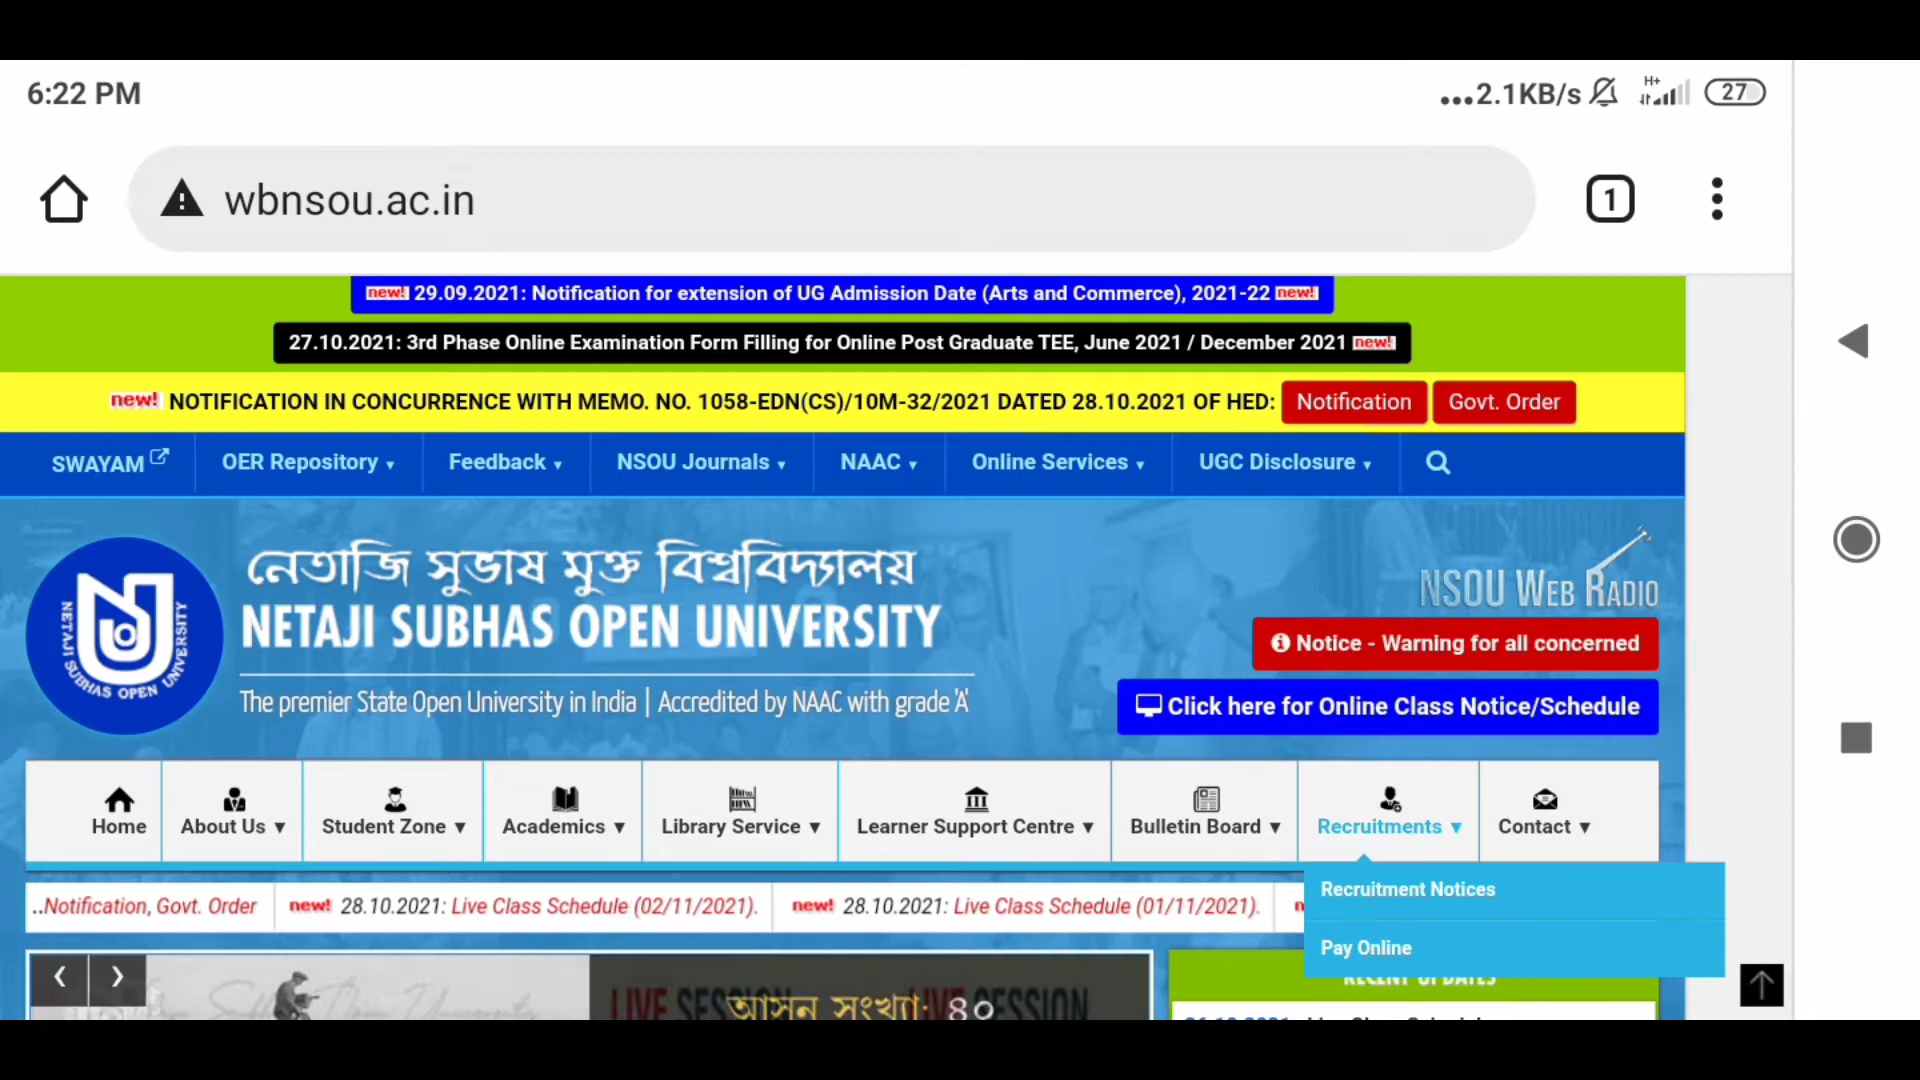 6:22 PM
...2.1KB/s H+ 27
wbnsou.ac.in
1
new! 29.09.2021: Notification for extension of UG Admission Date (Arts and Commerce), 2021-22 new!
27.10.2021: 3rd Phase Online Examination Form Filling for Online Post Graduate TEE, June 2021 / December 2021 new!
new! NOTIFICATION IN CONCURRENCE WITH MEMO. NO. 1058-EDN(CS)/10M-32/2021 DATED 28.10.2021 OF HED: Notification Govt. Order
SWAYAM OER Repository ▾ Feedback ▾ NSOU Journals ▾ NAAC ▾ Online Services ▾ UGC Disclosure ▾
নেতাজি সুভাষ মুক্ত বিশ্ববিদ্যালয়
NETAJI SUBHAS OPEN UNIVERSITY
The premier State Open University in India | Accredited by NAAC with grade 'A'
NETAJI SUBHAS OPEN UNIVERSITY
NSOU WEB RADIO
Notice - Warning for all concerned
Click here for Online Class Notice/Schedule
Home About Us ▼ Student Zone ▼ Academics ▼ Library Service ▼ Learner Support Centre ▼ Bulletin Board ▼ Recruitments ▼ Contact ▼
Recruitment Notices
Pay Online
..Notification, Govt. Order new! 28.10.2021: Live Class Schedule (02/11/2021). new! 28.10.2021: Live Class Schedule (01/11/2021).
RECENT UPDATES
LIVE SESSION
আসন সংখ্যা: ৪০